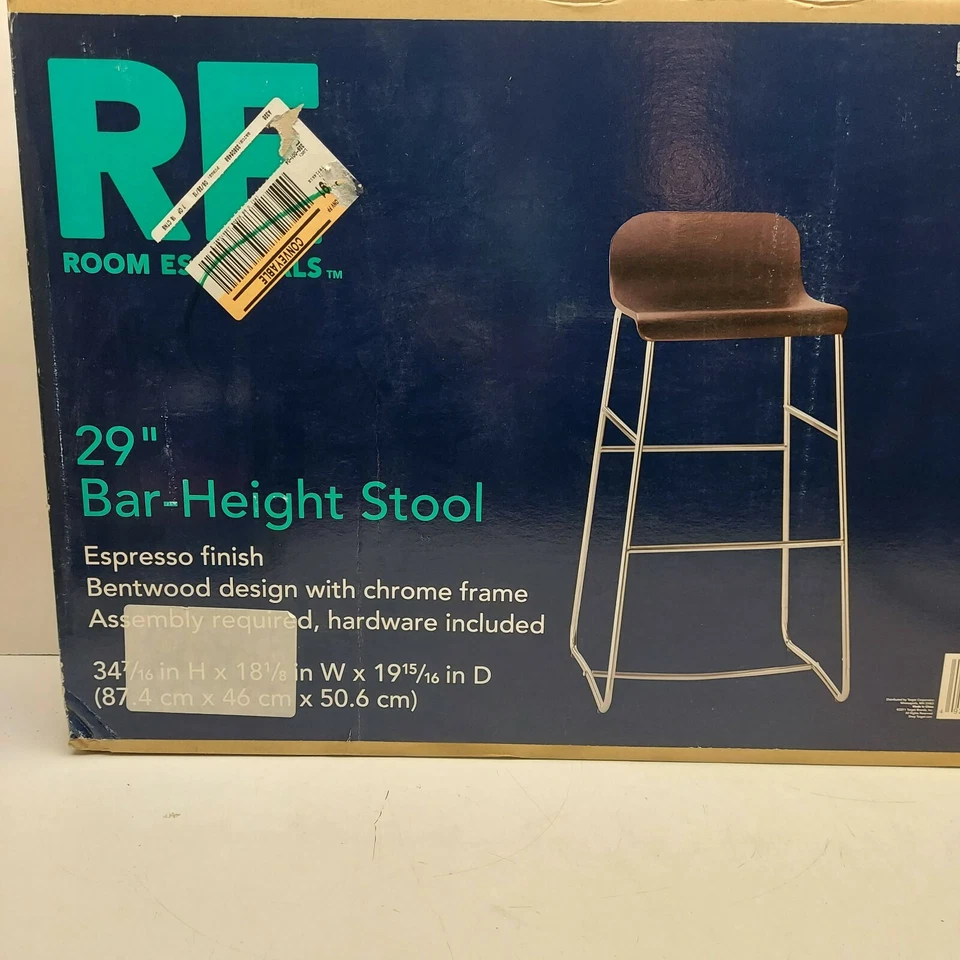 RE
ROOM ES ALS™
CONVEYABLE
29"
Bar-Height Stool
Espresso finish
Bentwood design with chrome frame
Assembly required, hardware included
34⁷/₁₆ in H x 18¹/₈ in W x 19¹⁵/₁₆ in D
(87.4 cm x 46 cm x 50.6 cm)